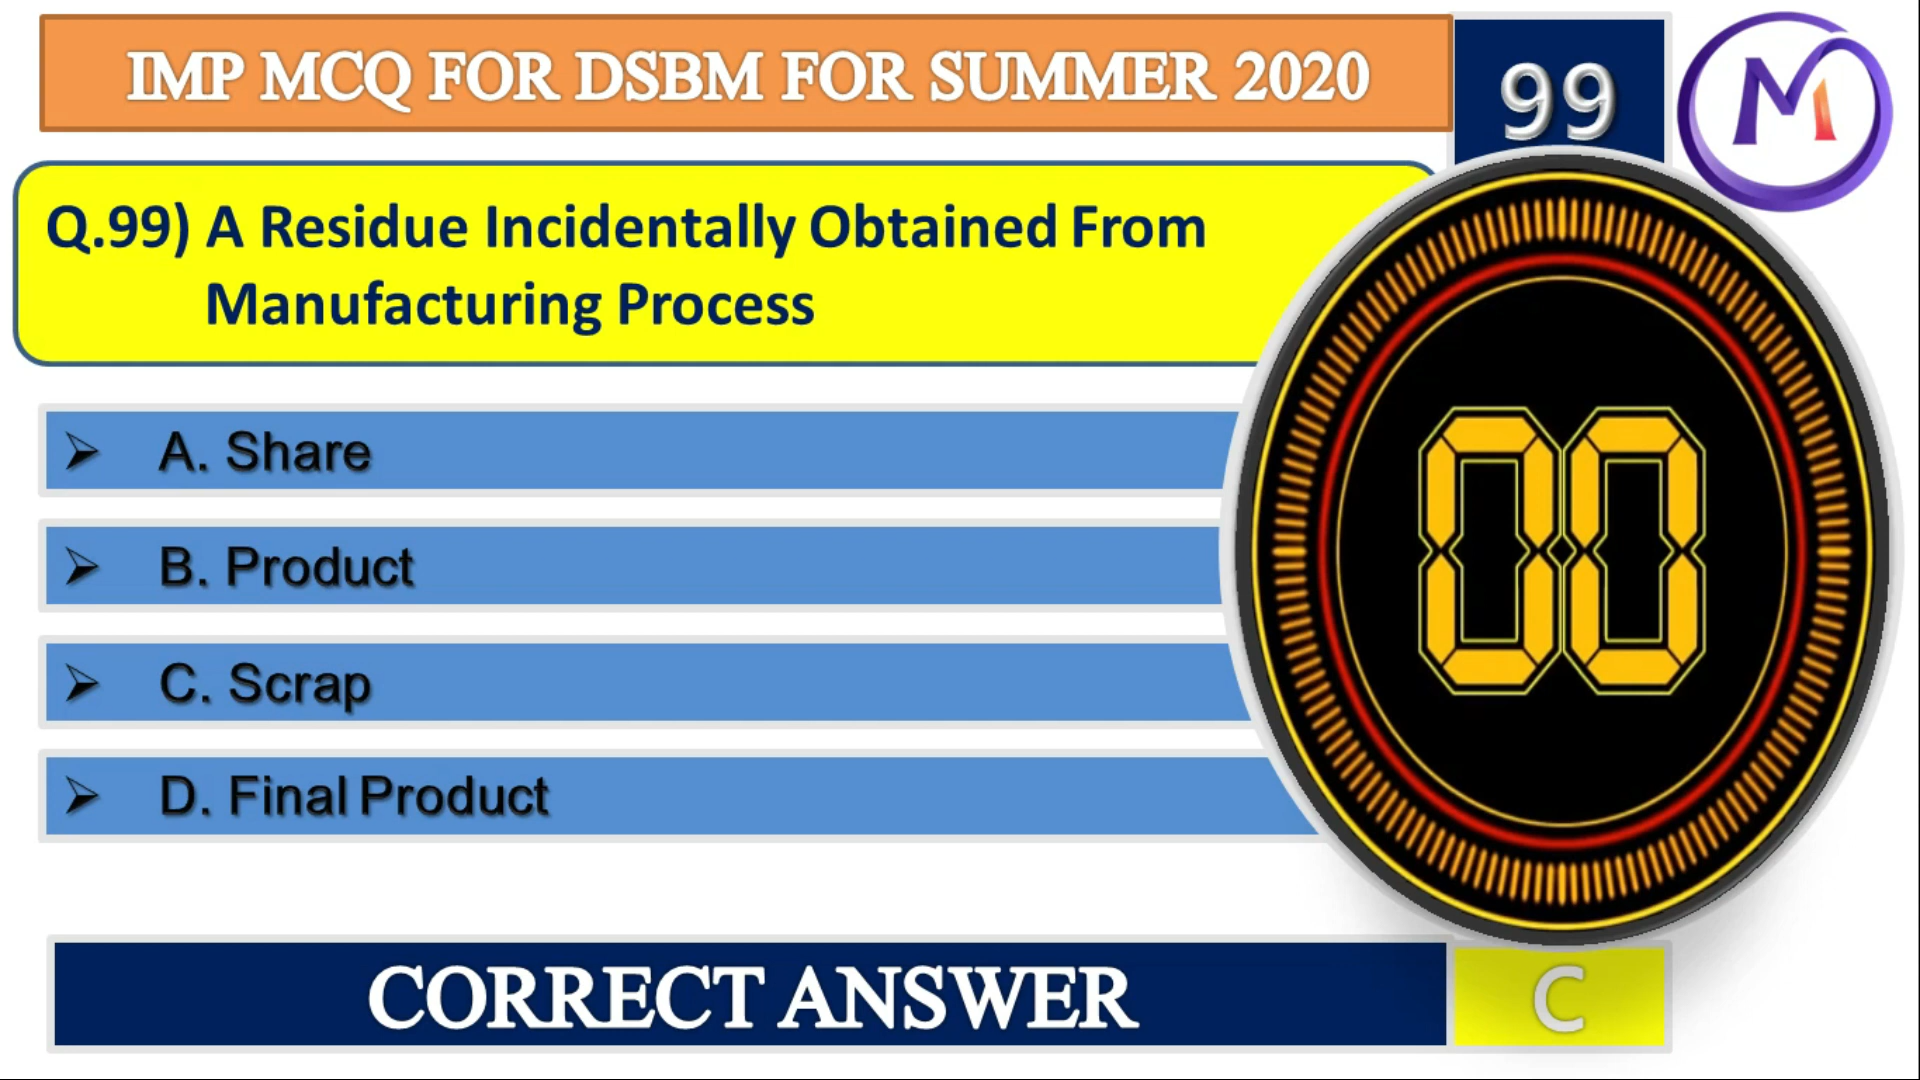 IMP MCQ FOR DSBM FOR SUMMER 2020
99
M
Q.99) A Residue Incidentally Obtained From
Manufacturing Process
A. Share
B. Product
C. Scrap
D. Final Product
00
CORRECT ANSWER
C